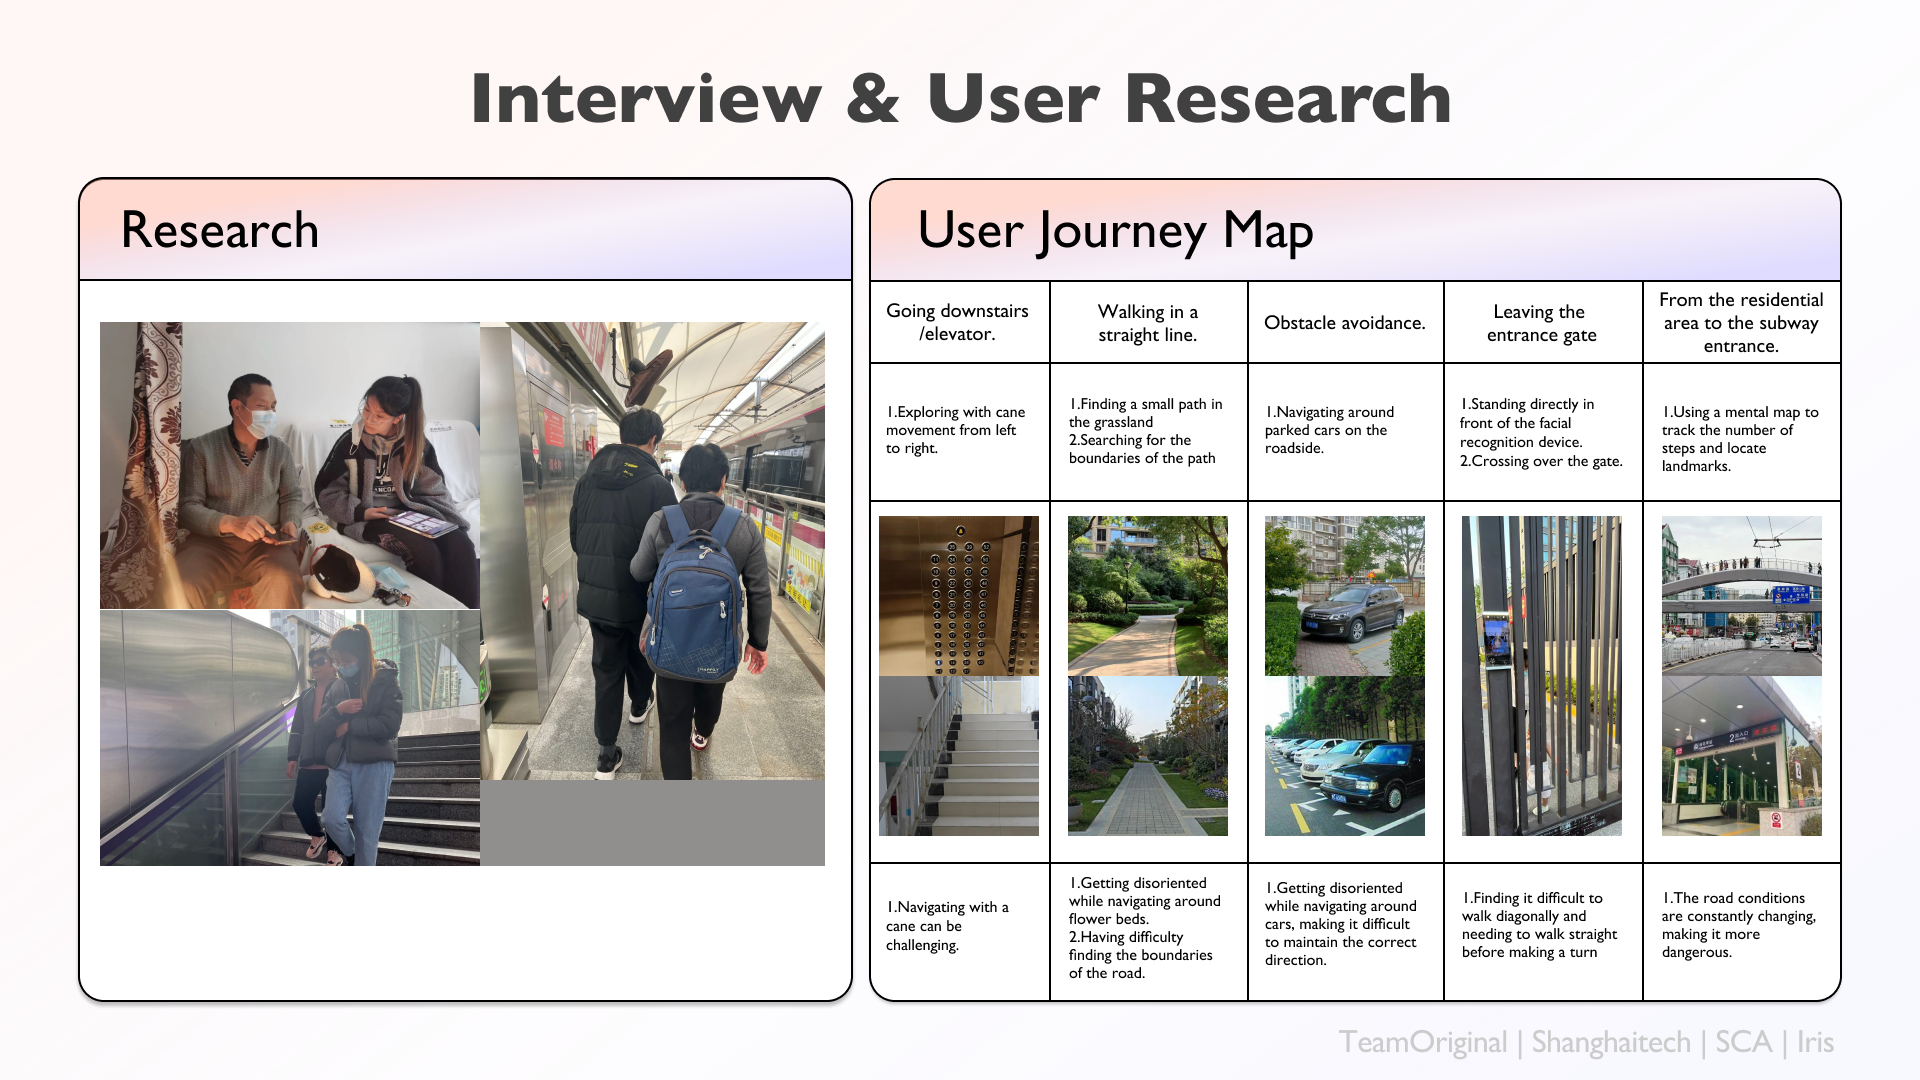 Interview & User Research
Research
User Journey Map
Going downstairs
/elevator.
Walking in a
straight line.
Obstacle avoidance.
Leaving the
entrance gate
From the residential
area to the subway
entrance.
1.Exploring with cane
movement from left
to right.
1.Finding a small path in
the grassland
2.Searching for the
boundaries of the path
1.Navigating around
parked cars on the
roadside.
1.Standing directly in
front of the facial
recognition device.
2.Crossing over the gate.
1.Using a mental map to
track the number of
steps and locate
landmarks.
1.Navigating with a
cane can be
challenging.
1.Getting disoriented
while navigating around
flower beds.
2.Having difficulty
finding the boundaries
of the road.
1.Getting disoriented
while navigating around
cars, making it difficult
to maintain the correct
direction.
1.Finding it difficult to
walk diagonally and
needing to walk straight
before making a turn
1.The road conditions
are constantly changing,
making it more
dangerous.
TeamOriginal | Shanghaitech | SCA | Iris